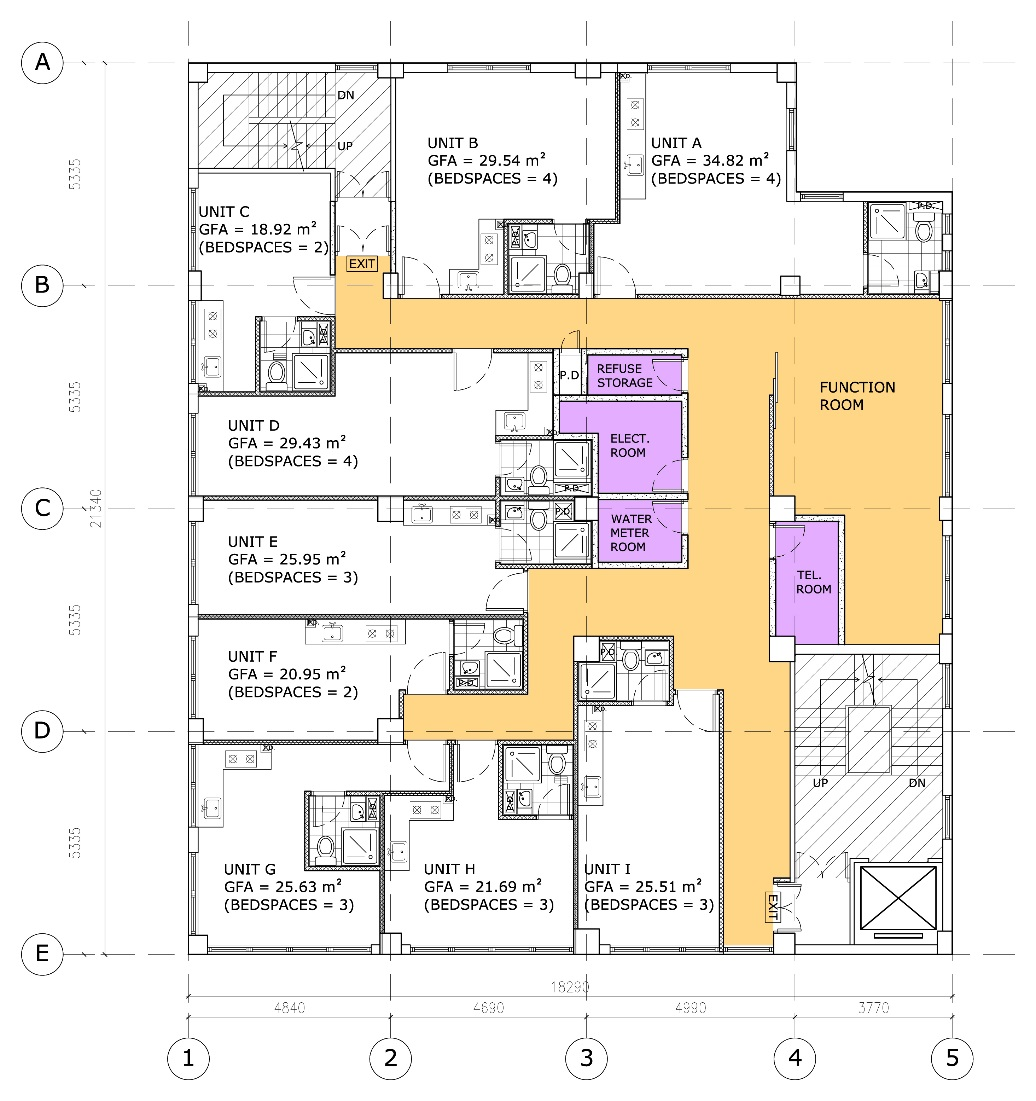 A
DN
UP
5335
UNIT B
GFA = 29.54 m²
(BEDSPACES = 4)
UNIT A
GFA = 34.82 m²
(BEDSPACES = 4)
UNIT C
GFA = 18.92 m²
(BEDSPACES = 2)
P.D
EXIT
B
5335
P.D
REFUSE
STORAGE
FUNCTION
ROOM
UNIT D
GFA = 29.43 m²
(BEDSPACES = 4)
ELECT.
ROOM
P.D
C
21340
P.D
WATER
METER
ROOM
UNIT E
GFA = 25.95 m²
(BEDSPACES = 3)
TEL.
ROOM
5335
UNIT F
GFA = 20.95 m²
(BEDSPACES = 2)
P.D
D
UP
DN
5335
UNIT G
GFA = 25.63 m²
(BEDSPACES = 3)
UNIT H
GFA = 21.69 m²
(BEDSPACES = 3)
UNIT I
GFA = 25.51 m²
(BEDSPACES = 3)
EXIT
E
18290
4840
4690
4990
3770
1
2
3
4
5